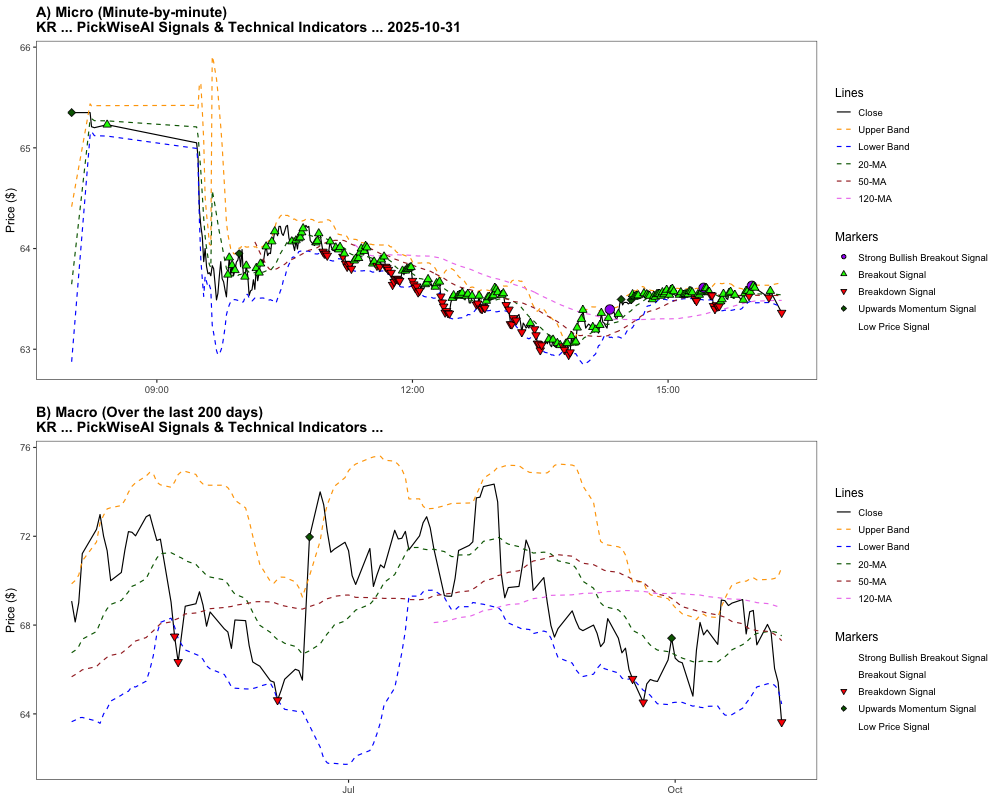 A) Micro (Minute-by-minute)
KR ... PickWiseAI Signals & Technical Indicators ... 2025-10-31
66
65
64
63
Price ($)
09:00
12:00
15:00
Lines
Close
Upper Band
Lower Band
20-MA
50-MA
120-MA
Markers
Strong Bullish Breakout Signal
Breakout Signal
Breakdown Signal
Upwards Momentum Signal
Low Price Signal
B) Macro (Over the last 200 days)
KR ... PickWiseAI Signals & Technical Indicators ...
76
72
68
64
Price ($)
Jul
Oct
Lines
Close
Upper Band
Lower Band
20-MA
50-MA
120-MA
Markers
Strong Bullish Breakout Signal
Breakout Signal
Breakdown Signal
Upwards Momentum Signal
Low Price Signal